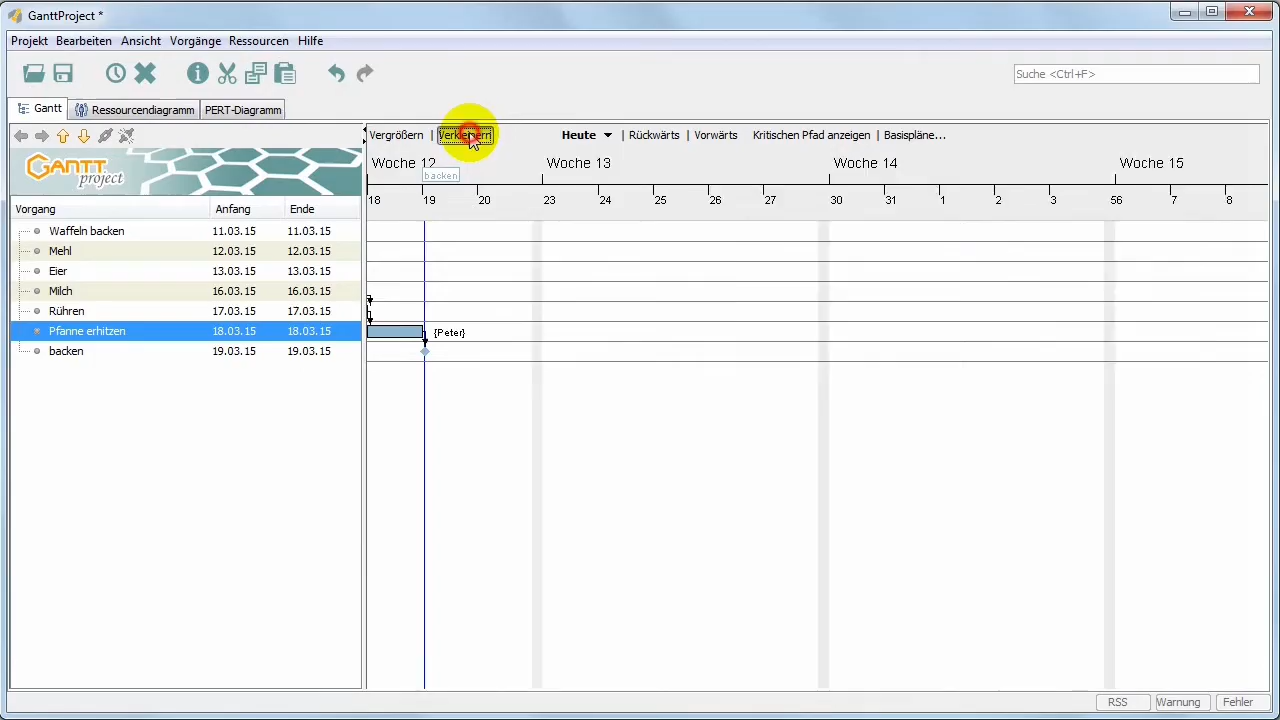 GanttProject *
Projekt Bearbeiten Ansicht Vorgänge Ressourcen Hilfe
Suche <Ctrl+F>
Gantt Ressourcendiagramm PERT-Diagramm
Vergrößern | Verkleinern Heute | Rückwärts | Vorwärts Kritischen Pfad anzeigen | Basispläne...
GANTT project
Woche 12 Woche 13 Woche 14 Woche 15
backen
18 19 20 23 24 25 26 27 30 31 1 2 3 56 7 8
Vorgang Anfang Ende
Waffeln backen 11.03.15 11.03.15
Mehl 12.03.15 12.03.15
Eier 13.03.15 13.03.15
Milch 16.03.15 16.03.15
Rühren 17.03.15 17.03.15
Pfanne erhitzen 18.03.15 18.03.15 {Peter}
backen 19.03.15 19.03.15
RSS Warnung Fehler